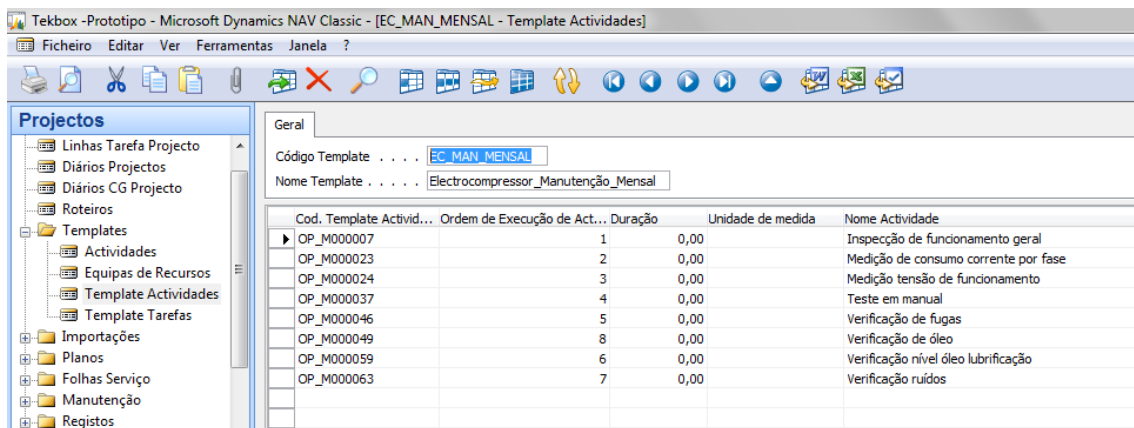 Tekbox -Prototipo - Microsoft Dynamics NAV Classic - [EC_MAN_MENSAL - Template Actividades]
Ficheiro Editar Ver Ferramentas Janela ?
Projectos
Linhas Tarefa Projecto
Diários Projectos
Diários CG Projecto
Roteiros
Templates
Actividades
Equipas de Recursos
Template Actividades
Template Tarefas
Importações
Planos
Folhas Serviço
Manutenção
Registos
Geral
Código Template . . . . EC_MAN_MENSAL
Nome Template . . . . . Electrocompressor_Manutenção_Mensal
Cod. Template Activid... Ordem de Execução de Act... Duração Unidade de medida Nome Actividade
OP_M000007 1 0,00 Inspecção de funcionamento geral
OP_M000023 2 0,00 Medição de consumo corrente por fase
OP_M000024 3 0,00 Medição tensão de funcionamento
OP_M000037 4 0,00 Teste em manual
OP_M000046 5 0,00 Verificação de fugas
OP_M000049 8 0,00 Verificação de óleo
OP_M000059 6 0,00 Verificação nível óleo lubrificação
OP_M000063 7 0,00 Verificação ruídos